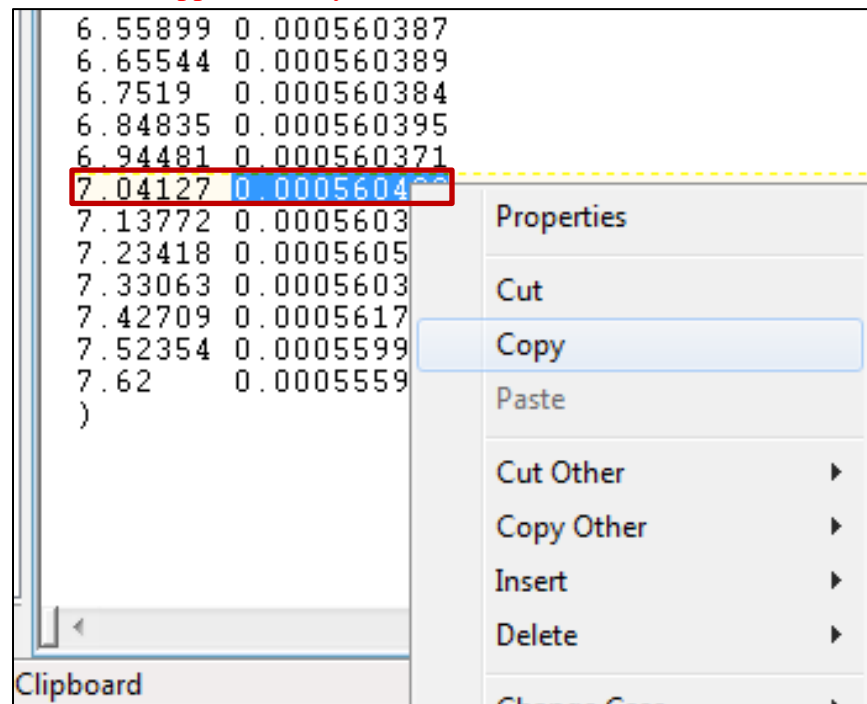 6.55899 0.000560387
6.65544 0.000560389
6.7519 0.000560384
6.84835 0.000560395
6.94481 0.000560371
7.04127 0.0005604
7.13772 0.0005603
7.23418 0.0005605
7.33063 0.0005603
7.42709 0.0005617
7.52354 0.0005599
7.62 0.0005559
)
Properties
Cut
Copy
Paste
Cut Other
Copy Other
Insert
Delete
Clipboard